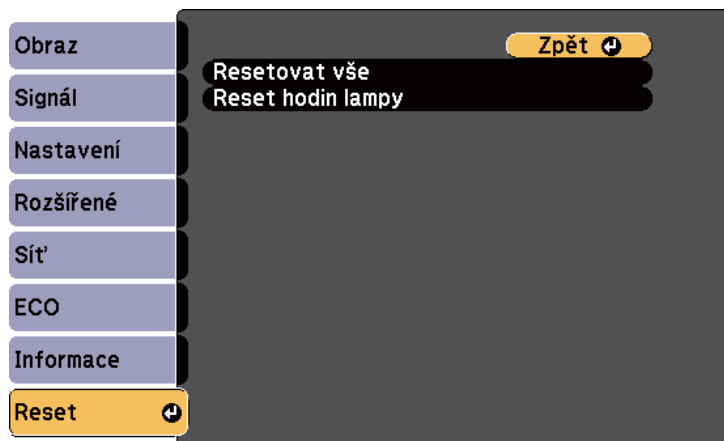 Obraz
Signál
Nastavení
Rozšířené
Síť
ECO
Informace
Reset
Zpět
Resetovat vše
Reset hodin lampy